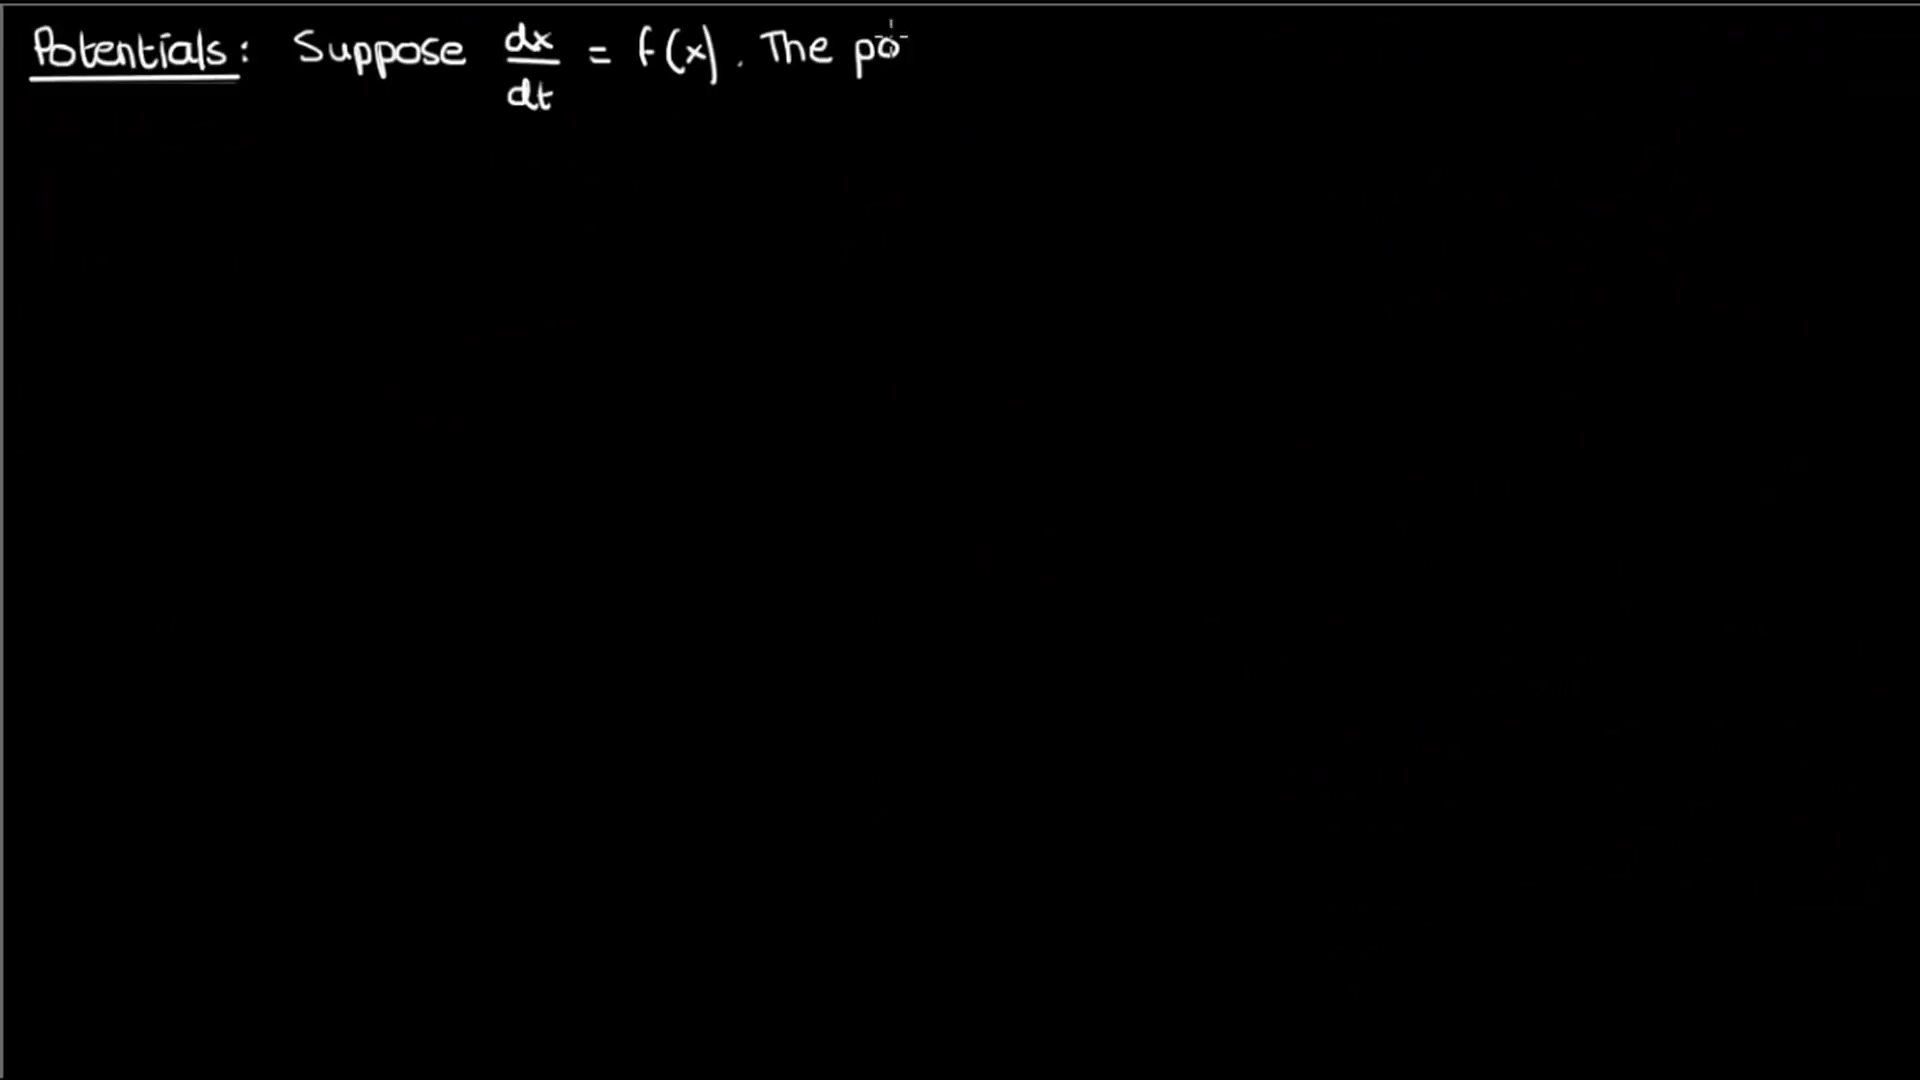 Potentials: Suppose dx/dt = f(x). The po